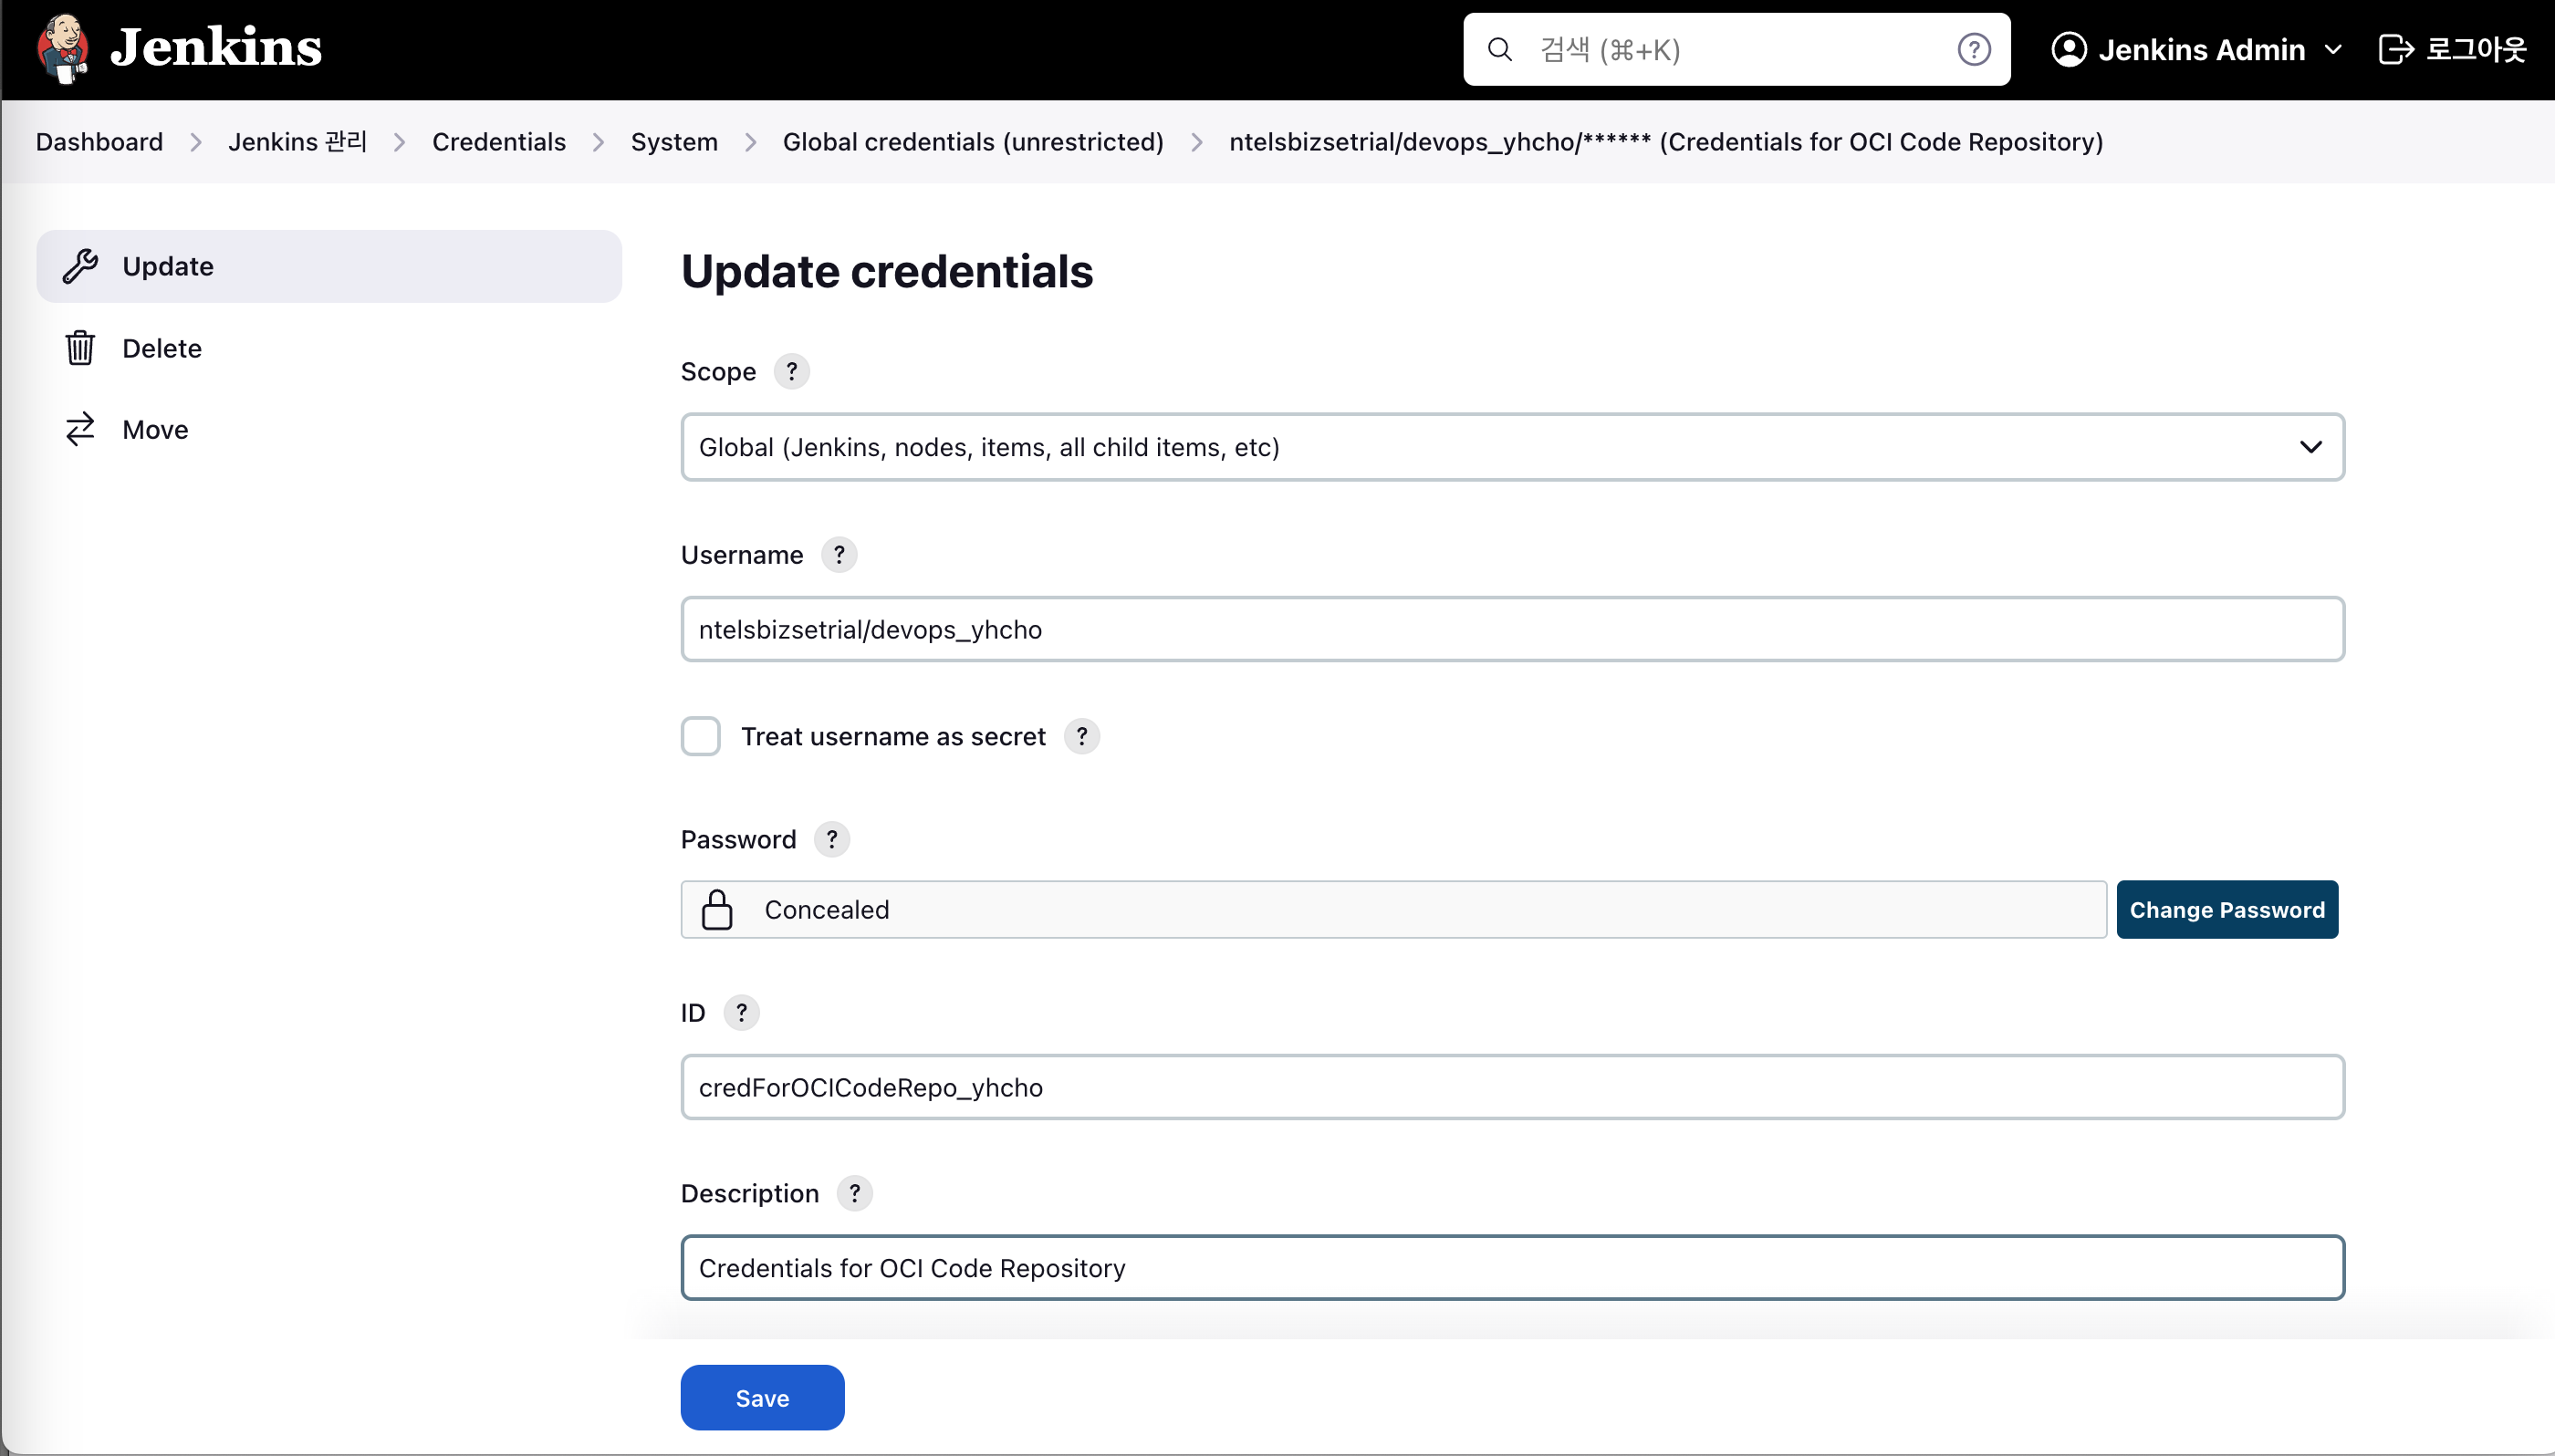 Jenkins
검색 (⌘+K)
?
Jenkins Admin
로그아웃
Dashboard > Jenkins 관리 > Credentials > System > Global credentials (unrestricted) > ntelsbizsetrial/devops_yhcho/****** (Credentials for OCI Code Repository)
Update
Delete
Move
Update credentials
Scope ?
Global (Jenkins, nodes, items, all child items, etc)
Username ?
ntelsbizsetrial/devops_yhcho
Treat username as secret ?
Password ?
Concealed
Change Password
ID ?
credForOCICodeRepo_yhcho
Description ?
Credentials for OCI Code Repository
Save